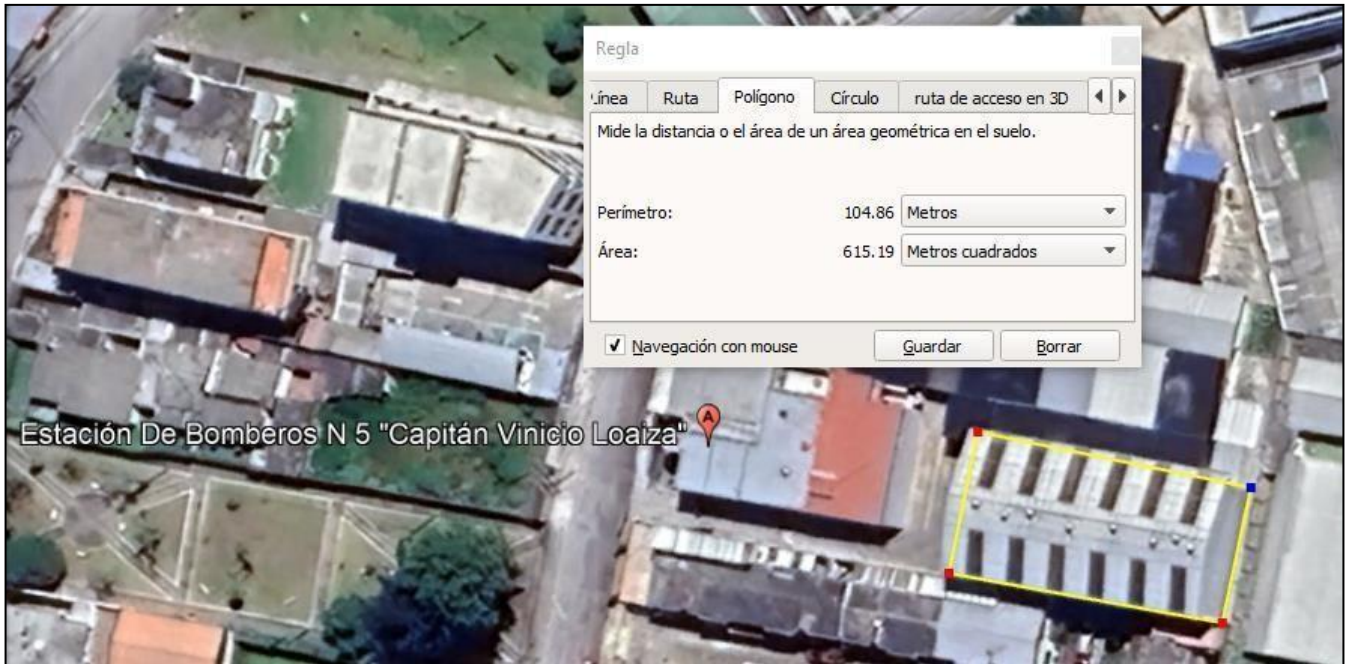 Regla
Línea Ruta Polígono Círculo ruta de acceso en 3D
Mide la distancia o el área de un área geométrica en el suelo.
Perímetro: 104.86 Metros
Área: 615.19 Metros cuadrados
Navegación con mouse Guardar Borrar
A
Estación De Bomberos N 5 "Capitán Vinicio Loaiza"